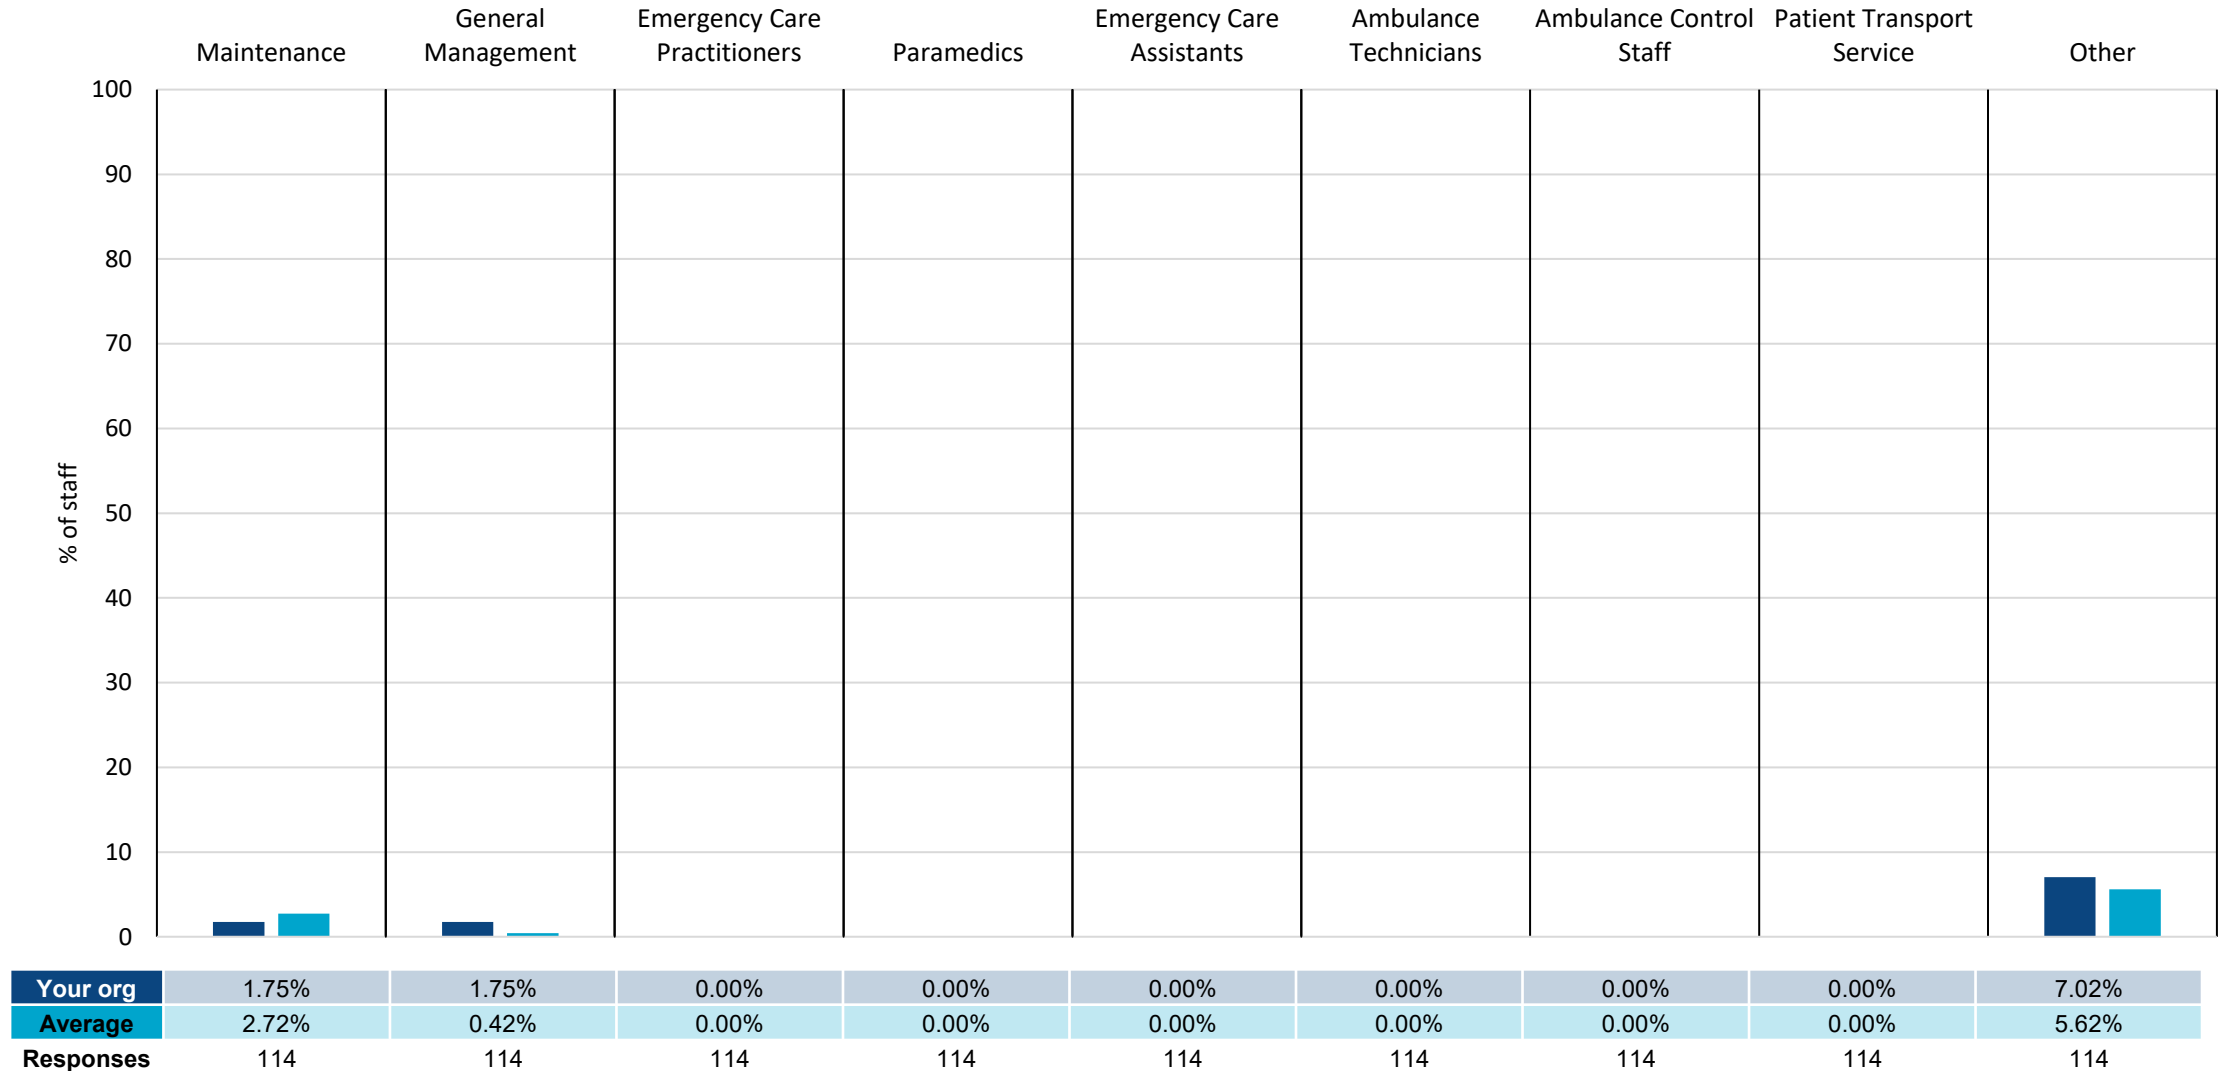 Maintenance
General
Management
Emergency Care
Practitioners
Paramedics
Emergency Care
Assistants
Ambulance
Technicians
Ambulance Control
Staff
Patient Transport
Service
Other
% of staff
100
90
80
70
60
50
40
30
20
10
0
Your org 1.75% 1.75% 0.00% 0.00% 0.00% 0.00% 0.00% 0.00% 7.02%
Average 2.72% 0.42% 0.00% 0.00% 0.00% 0.00% 0.00% 0.00% 5.62%
Responses 114 114 114 114 114 114 114 114 114